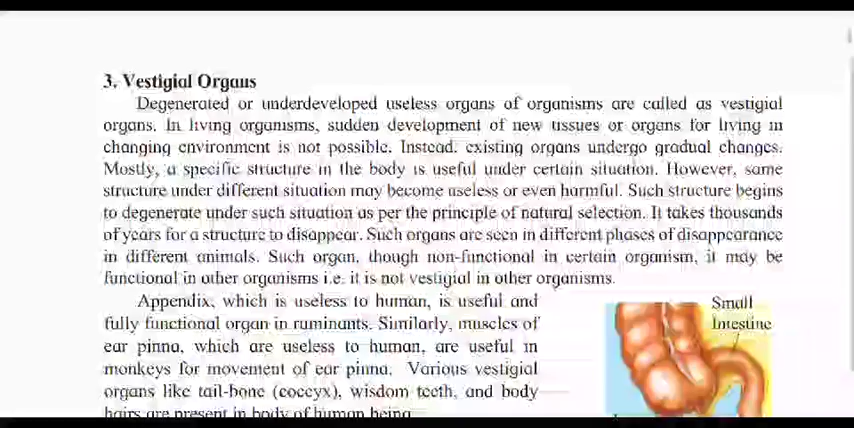 3. Vestigial Organs
Degenerated or underdeveloped useless organs of organisms are called as vestigial
organs. In living organisms, sudden development of new tissues or organs for living in
changing environment is not possible. Instead, existing organs undergo gradual changes.
Mostly, a specific structure in the body is useful under certain situation. However, same
structure under different situation may become useless or even harmful. Such structure begins
to degenerate under such situation as per the principle of natural selection. It takes thousands
of years for a structure to disappear. Such organs are seen in different phases of disappearance
in different animals. Such organ, though non-functional in certain organism, it may be
functional in other organisms i.e. it is not vestigial in other organisms.
Appendix, which is useless to human, is useful and
fully functional organ in ruminants. Similarly, muscles of
ear pinna, which are useless to human, are useful in
monkeys for movement of ear pinna. Various vestigial
organs like tail-bone (coccyx), wisdom teeth, and body
hairs are present in body of human being.
Small
Intestine